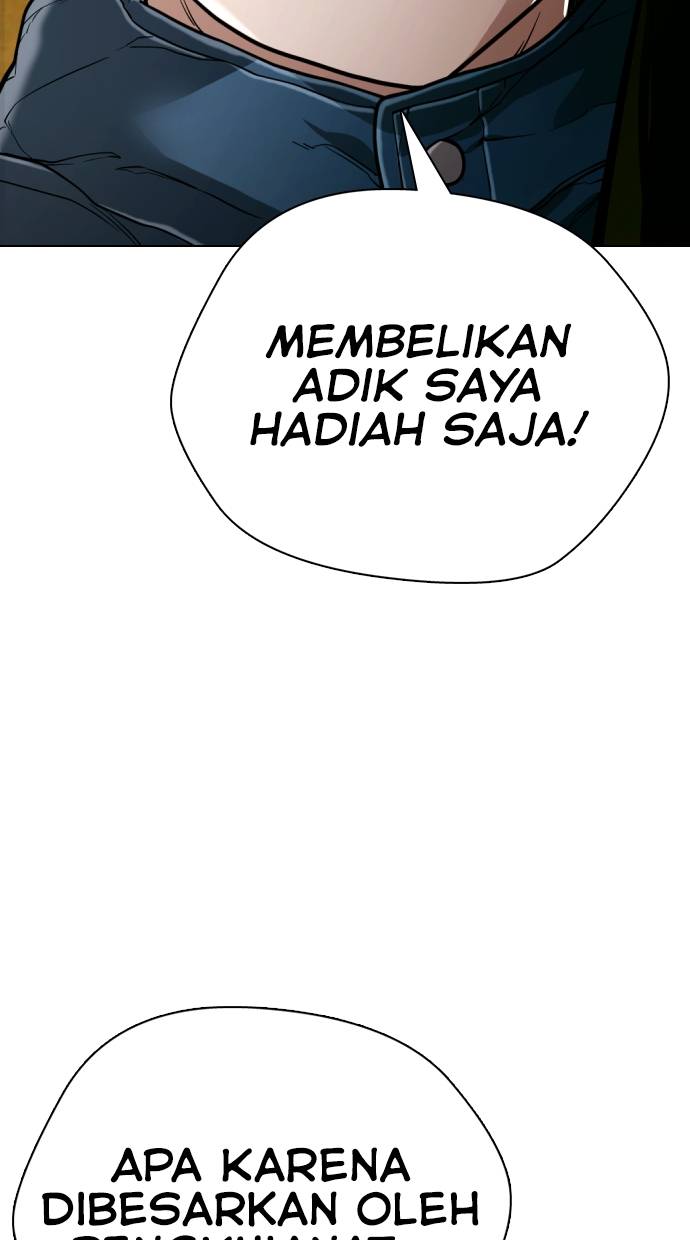 MEMBELIKAN
ADIK SAYA
HADIAH SAJA!
APA KARENA
DIBESARKAN OLEH